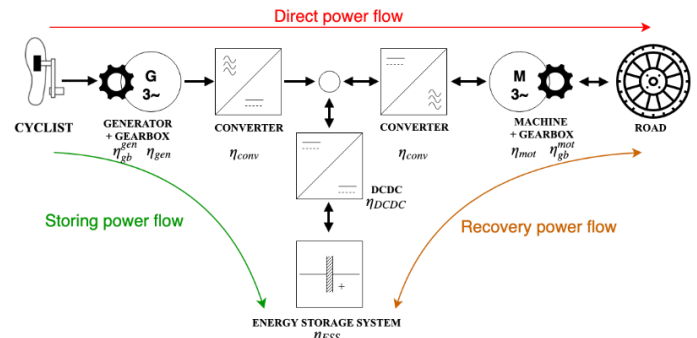 Direct power flow
G
3~
M
3~
CYCLIST
GENERATOR
+ GEARBOX
CONVERTER
CONVERTER
MACHINE
+ GEARBOX
ROAD
η_gb^gen η_gen
η_conv
η_conv
η_mot η_gb^mot
DCDC
η_DCDC
Storing power flow
Recovery power flow
+
ENERGY STORAGE SYSTEM
η_ESS